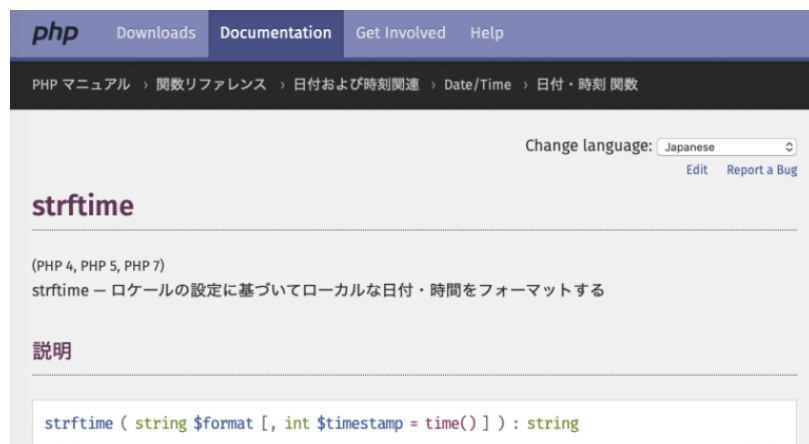 php Downloads Documentation Get Involved Help
PHP マニュアル › 関数リファレンス › 日付および時刻関連 › Date/Time › 日付・時刻 関数
Change language: Japanese
Edit Report a Bug
strftime
(PHP 4, PHP 5, PHP 7)
strftime — ロケールの設定に基づいてローカルな日付・時間をフォーマットする
説明
strftime ( string $format [, int $timestamp = time() ] ) : string